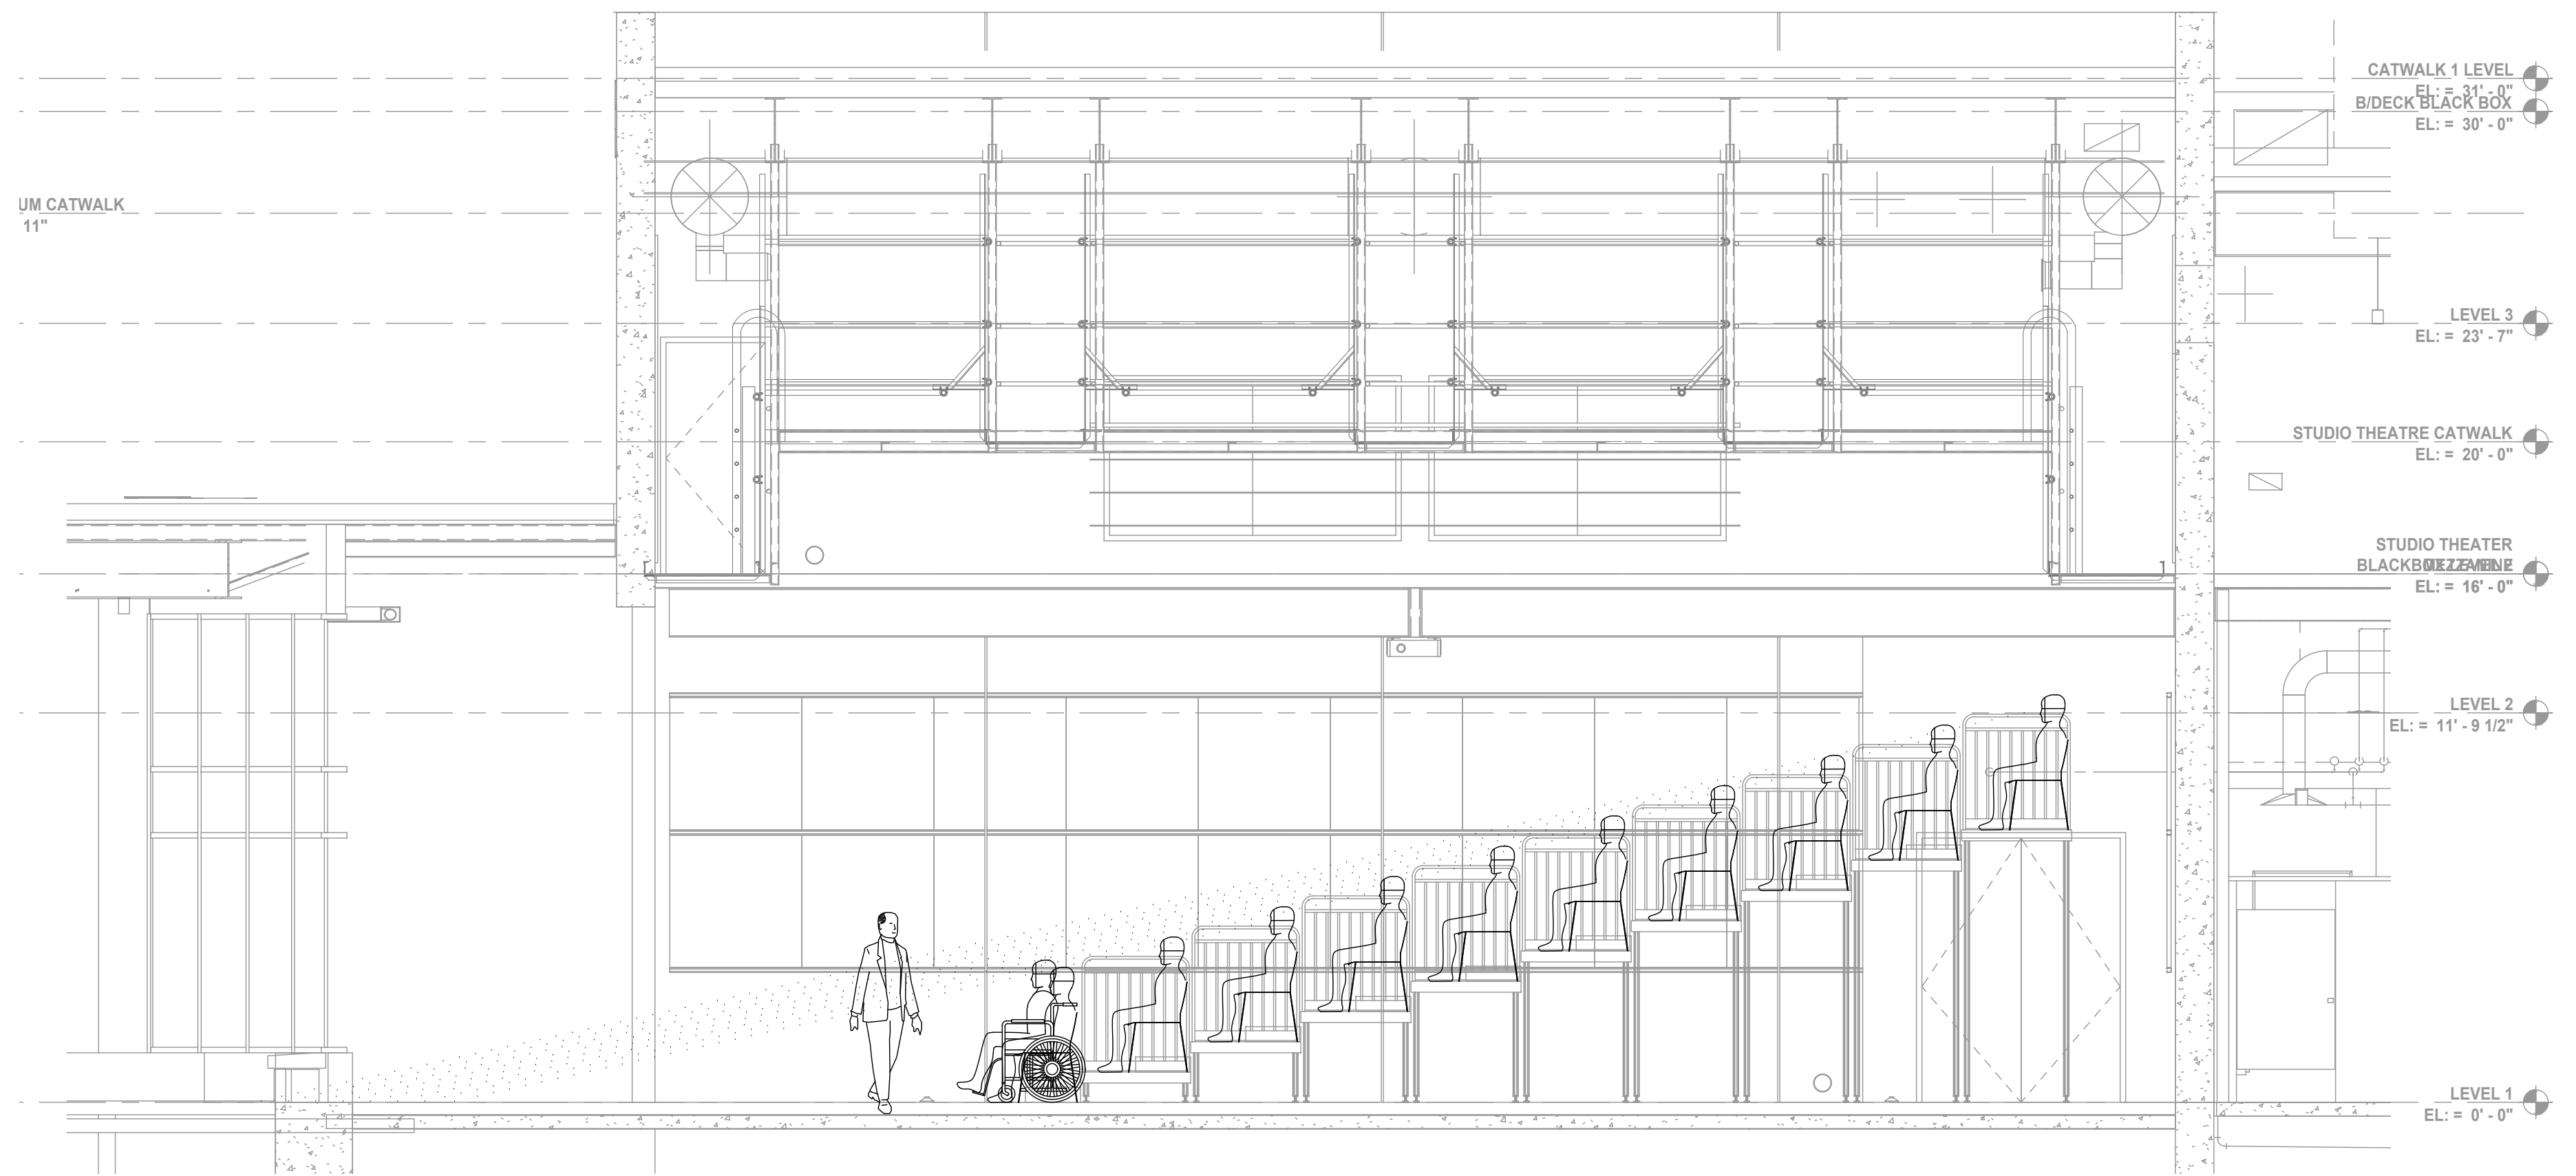 CATWALK 1 LEVEL
EL: = 31' - 0"
B/DECK BLACK BOX
EL: = 30' - 0"
UM CATWALK
11"
LEVEL 3
EL: = 23' - 7"
STUDIO THEATRE CATWALK
EL: = 20' - 0"
STUDIO THEATER
EL: = 16' - 0"
LEVEL 2
EL: = 11' - 9 1/2"
LEVEL 1
EL: = 0' - 0"